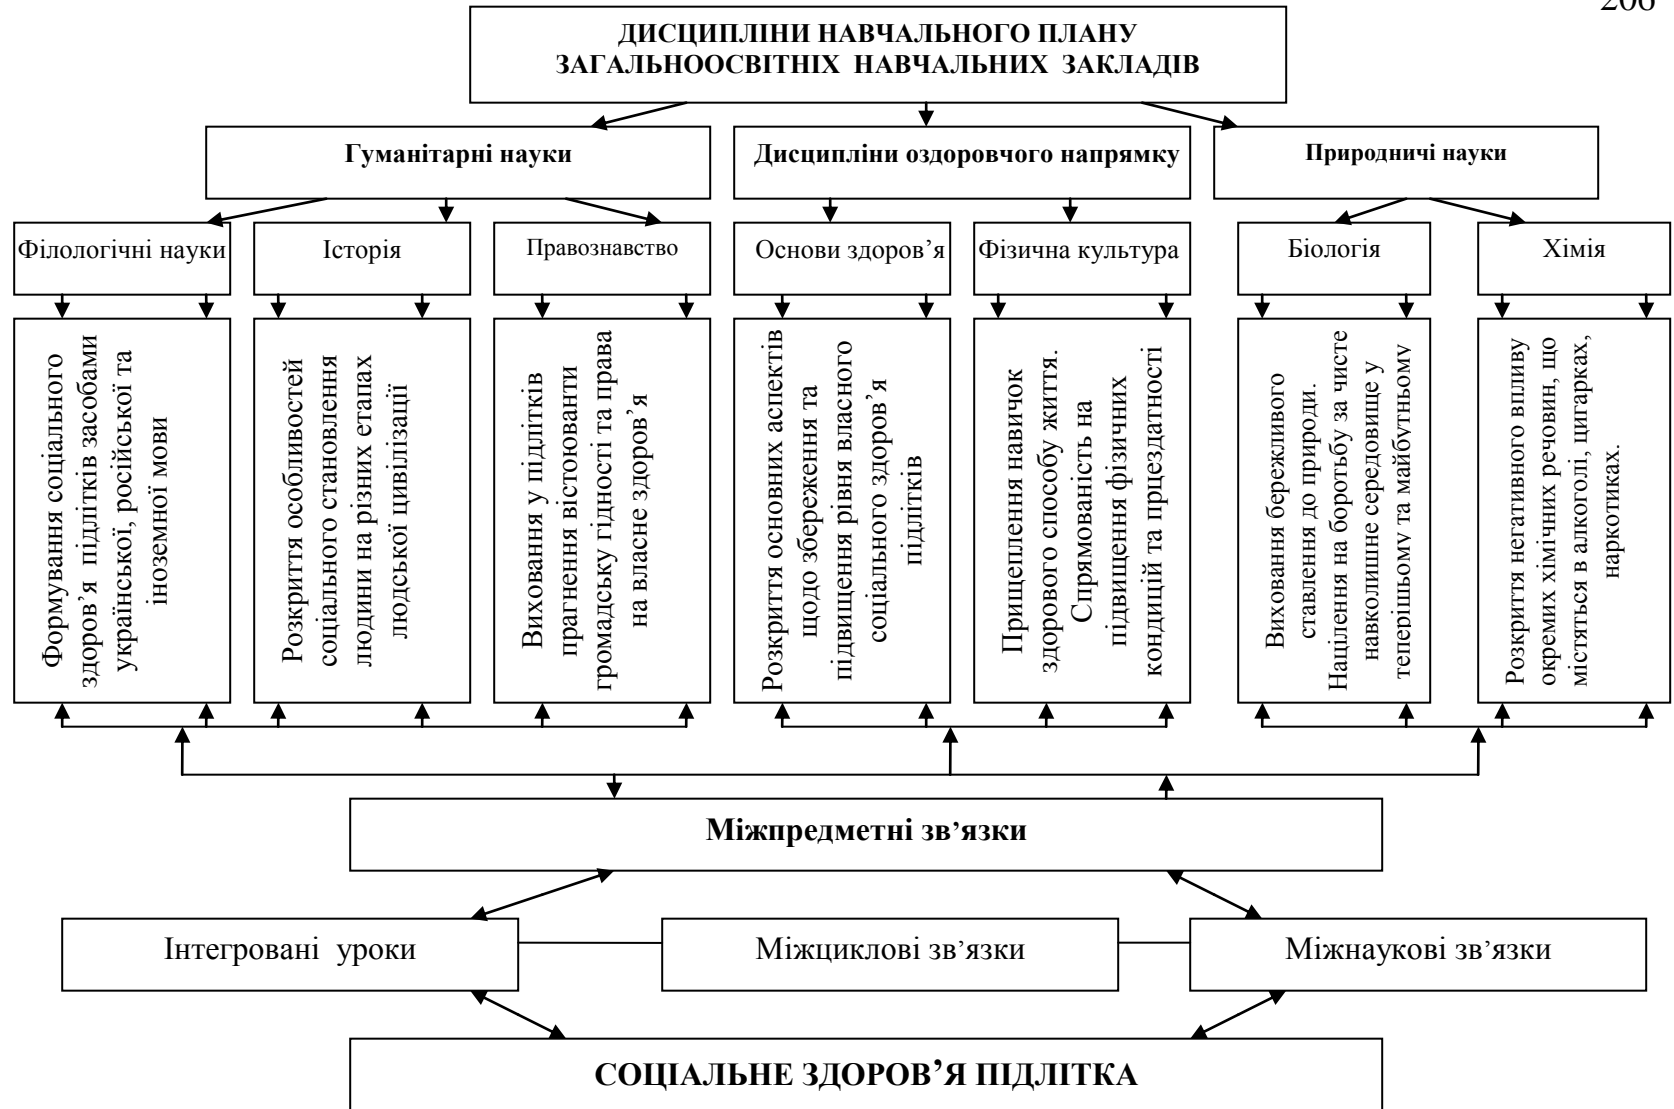 206
ДИСЦИПЛІНИ НАВЧАЛЬНОГО ПЛАНУ
ЗАГАЛЬНООСВІТНІХ НАВЧАЛЬНИХ ЗАКЛАДІВ
Гуманітарні науки
Дисципліни оздоровчого напрямку
Природничі науки
Філологічні науки
Історія
Правознавство
Основи здоров’я
Фізична культура
Біологія
Хімія
Формування соціального
здоров’я підлітків засобами
української, російської та
іноземної мови
Розкриття особливостей
соціального становлення
людини на різних етапах
людської цивілізації
Виховання у підлітків
прагнення вістоювати
громадську гідності та права
на власне здоров’я
Розкриття основних аспектів
щодо збереження та
підвищення рівня власного
соціального здоров’я
підлітків
Прищеплення навичок
здорового способу життя.
Спрямованість на
підвищення фізичних
кондицій та прцездатності
Виховання бережливого
ставлення до природи.
Націлення на боротьбу за чисте
навколишнє середовище у
теперішньому та майбутньому
Розкриття негативного впливу
окремих хімічних речовин, що
містяться в алкоголі, цигарках,
наркотиках.
Міжпредметні зв’язки
Інтегровані уроки
Міжциклові зв’язки
Міжнаукові зв’язки
СОЦІАЛЬНЕ ЗДОРОВ’Я ПІДЛІТКА